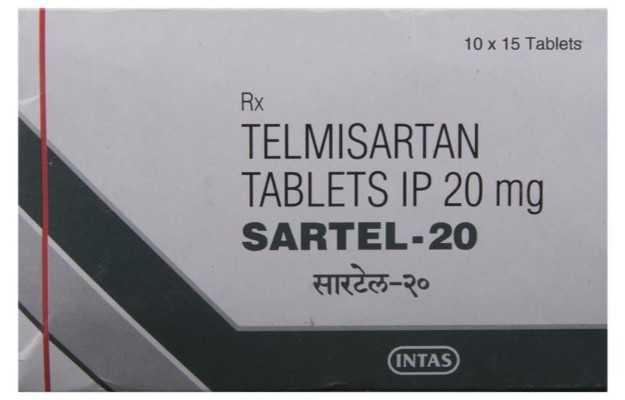 10 x 15 Tablets
Rx
TELMISARTAN
TABLETS IP 20 mg
SARTEL-20
सारटेल-२०
INTAS